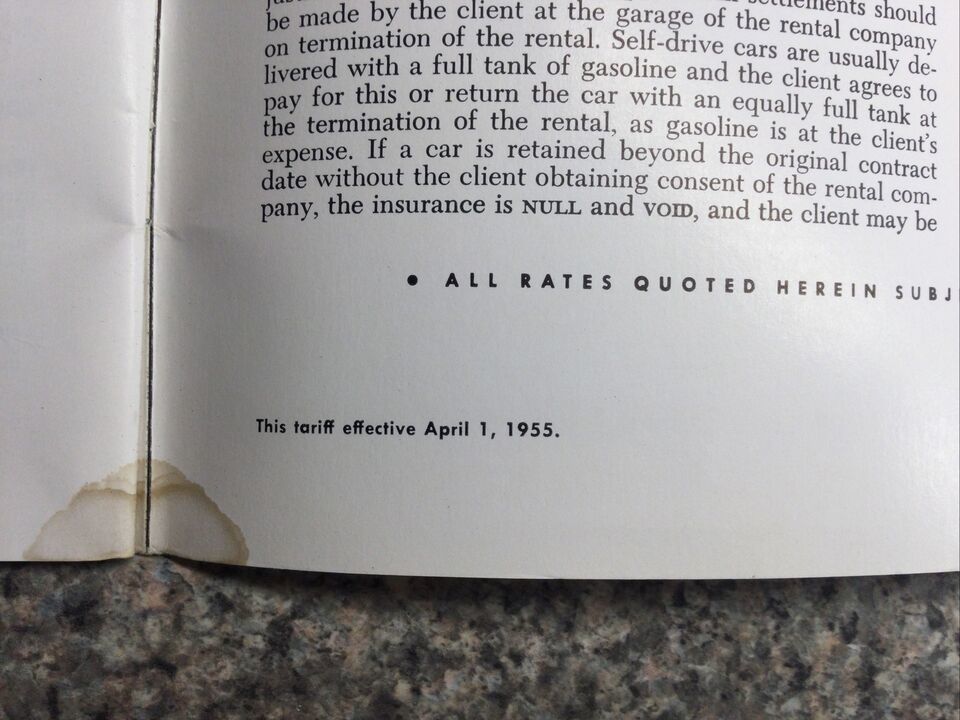 settlements should
be made by the client at the garage of the rental company
on termination of the rental. Self-drive cars are usually de-
livered with a full tank of gasoline and the client agrees to
pay for this or return the car with an equally full tank at
the termination of the rental, as gasoline is at the client's
expense. If a car is retained beyond the original contract
date without the client obtaining consent of the rental com-
pany, the insurance is NULL and VOID, and the client may be
• ALL RATES QUOTED HEREIN SUBJ
This tariff effective April 1, 1955.